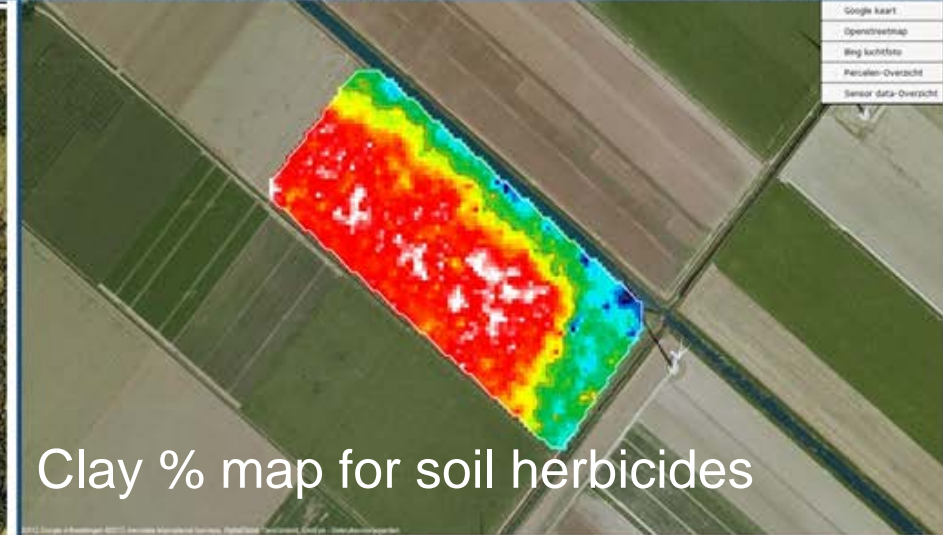 Google kaart
Openstreetmap
Bing luchtfoto
Percelen-Overzicht
Sensor data-Overzicht
Clay % map for soil herbicides